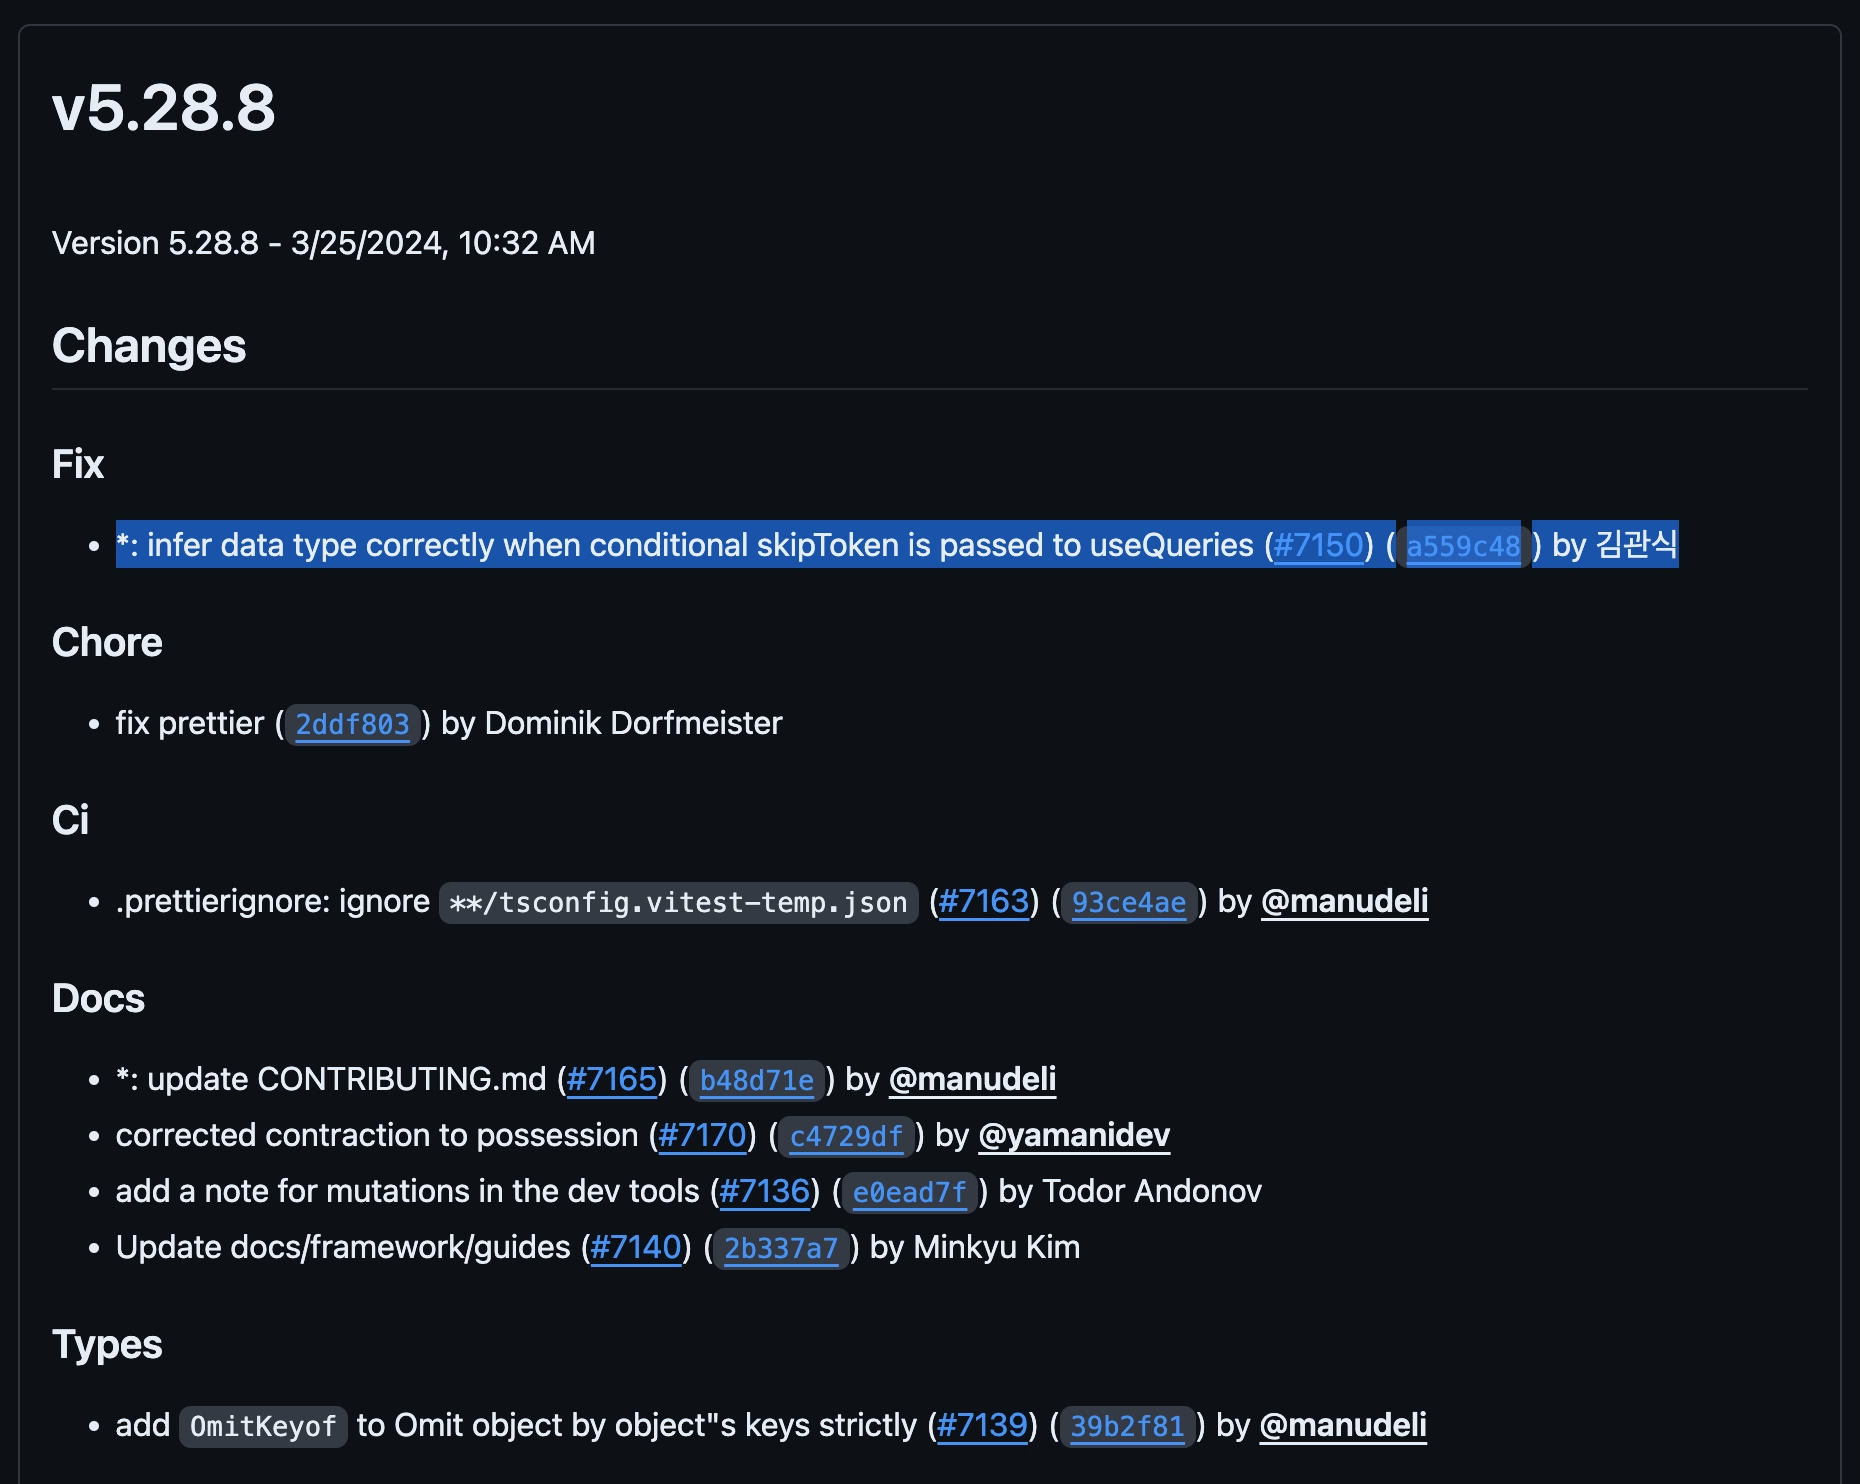 v5.28.8
Version 5.28.8 - 3/25/2024, 10:32 AM
Changes
Fix
*: infer data type correctly when conditional skipToken is passed to useQueries (#7150) (a559c48) by 김관식
Chore
fix prettier (2ddf803) by Dominik Dorfmeister
Ci
.prettierignore: ignore **/tsconfig.vitest-temp.json (#7163) (93ce4ae) by @manudeli
Docs
*: update CONTRIBUTING.md (#7165) (b48d71e) by @manudeli
corrected contraction to possession (#7170) (c4729df) by @yamanidev
add a note for mutations in the dev tools (#7136) (e0ead7f) by Todor Andonov
Update docs/framework/guides (#7140) (2b337a7) by Minkyu Kim
Types
add OmitKeyof to Omit object by object"s keys strictly (#7139) (39b2f81) by @manudeli